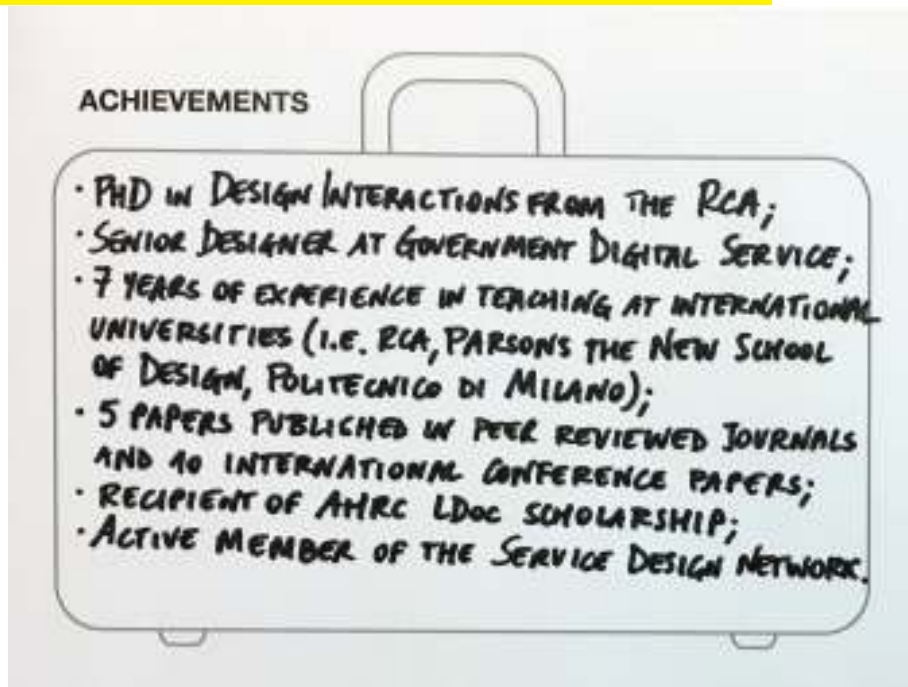 ACHIEVEMENTS
· PHD IN DESIGN INTERACTIONS FROM THE RCA;
· SENIOR DESIGNER AT GOVERNMENT DIGITAL SERVICE;
· 7 YEARS OF EXPERIENCE IN TEACHING AT INTERNATIONAL
UNIVERSITIES (I.E. RCA, PARSONS THE NEW SCHOOL
OF DESIGN, POLITECNICO DI MILANO);
· 5 PAPERS PUBLICHED IN PEER REVIEWED JOURNALS
AND 10 INTERNATIONAL CONFERENCE PAPERS;
· RECIPIENT OF AHRC LDOC SCHOLARSHIP;
· ACTIVE MEMBER OF THE SERVICE DESIGN NETWORK.